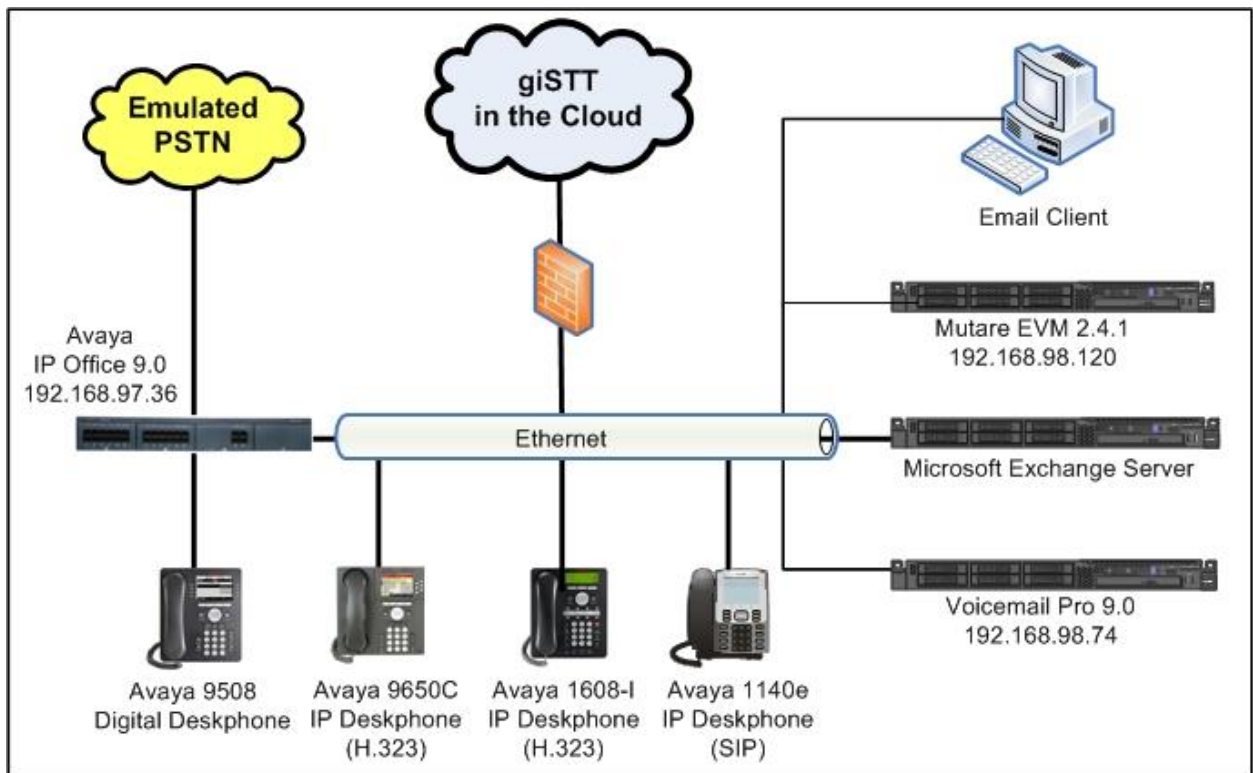 Emulated
PSTN
giSTT
in the Cloud
Email Client
Mutare EVM 2.4.1
192.168.98.120
Avaya
IP Office 9.0
192.168.97.36
Ethernet
Microsoft Exchange Server
Voicemail Pro 9.0
192.168.98.74
Avaya 9508
Digital Deskphone
Avaya 9650C
IP Deskphone
(H.323)
Avaya 1608-I
IP Deskphone
(H.323)
Avaya 1140e
IP Deskphone
(SIP)